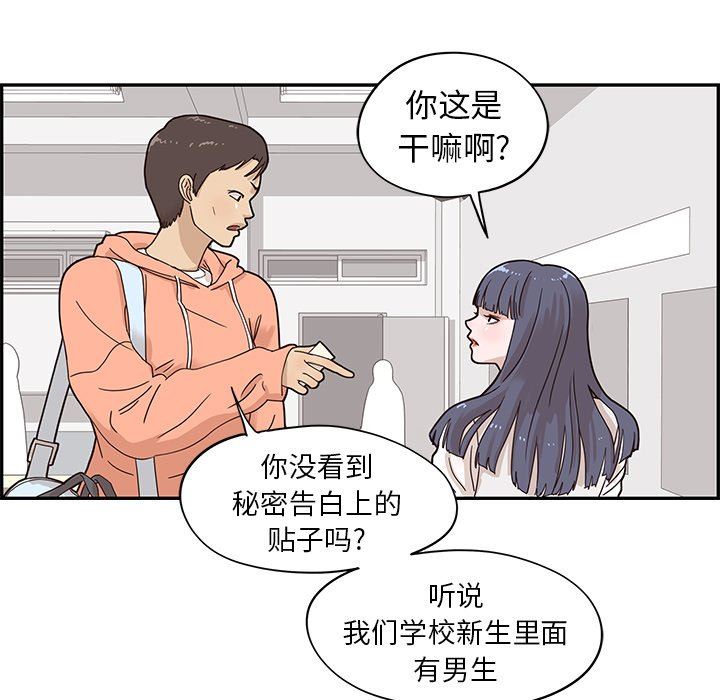 你这是
干嘛啊?
你没看到
秘密告白上的
贴子吗?
听说
我们学校新生里面
有男生